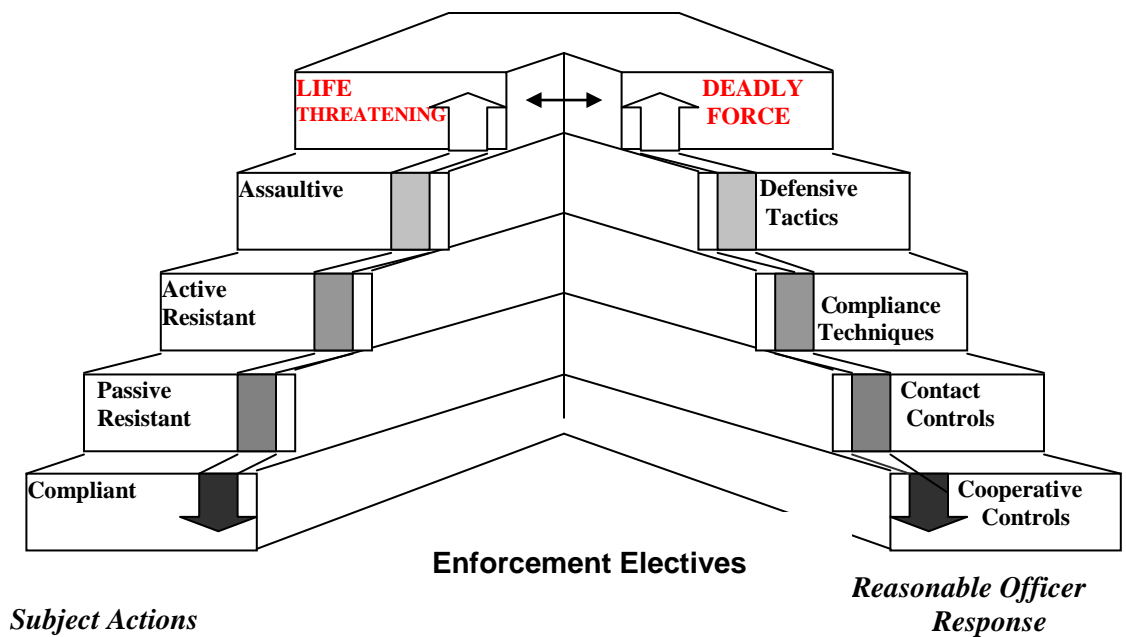 LIFE
THREATENING
DEADLY
FORCE
Assaultive
Defensive
Tactics
Active
Resistant
Compliance
Techniques
Passive
Resistant
Contact
Controls
Compliant
Cooperative
Controls
Enforcement Electives
Subject Actions
Reasonable Officer
Response